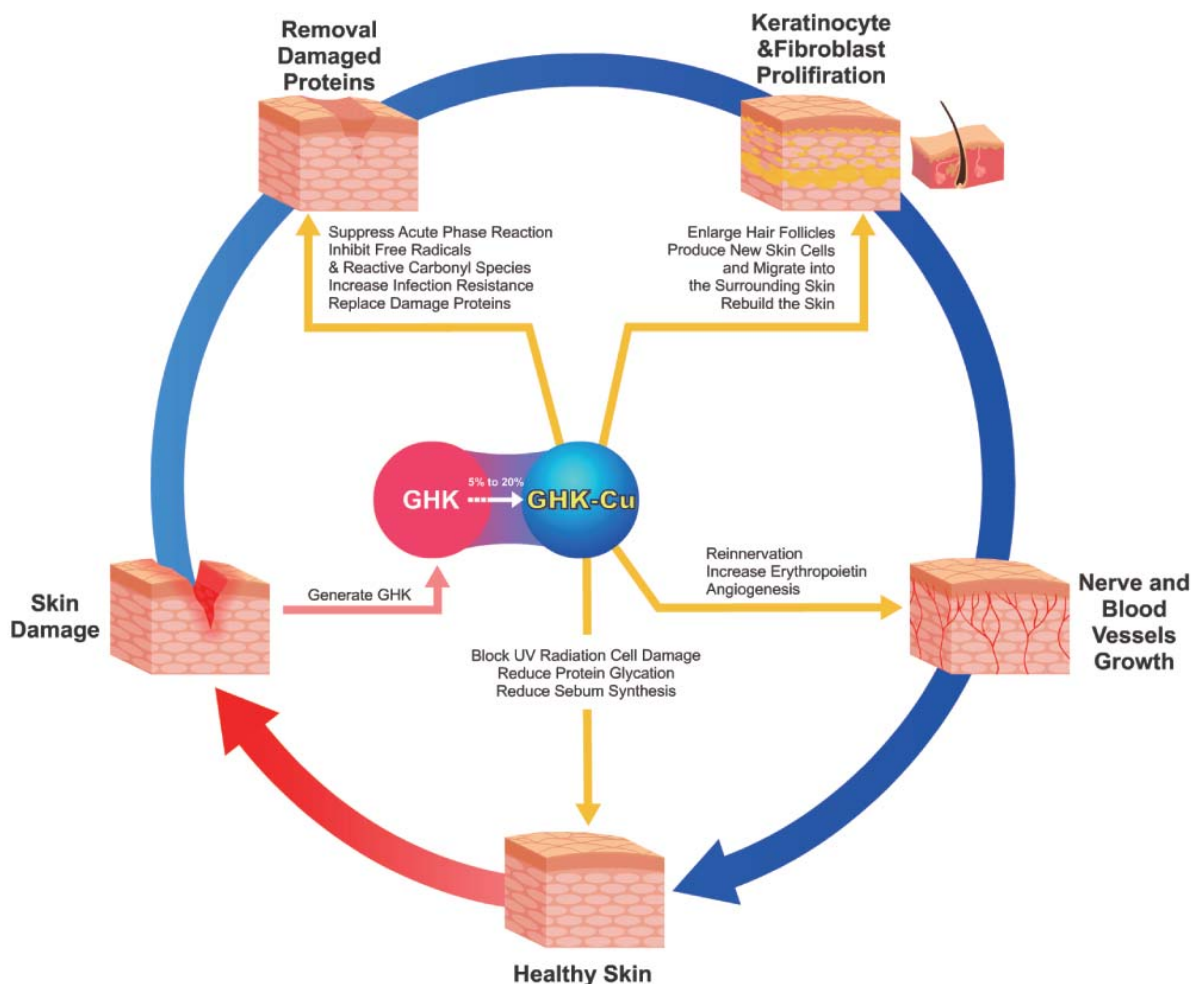 Removal
Damaged
Proteins
Keratinocyte
&Fibroblast
Prolifiration
Suppress Acute Phase Reaction
Inhibit Free Radicals
& Reactive Carbonyl Species
Increase Infection Resistance
Replace Damage Proteins
Enlarge Hair Follicles
Produce New Skin Cells
and Migrate into
the Surrounding Skin
Rebuild the Skin
GHK
5% to 20%
GHK-Cu
Skin
Damage
Generate GHK
Reinnervation
Increase Erythropoietin
Angiogenesis
Nerve and
Blood
Vessels
Growth
Block UV Radiation Cell Damage
Reduce Protein Glycation
Reduce Sebum Synthesis
Healthy Skin